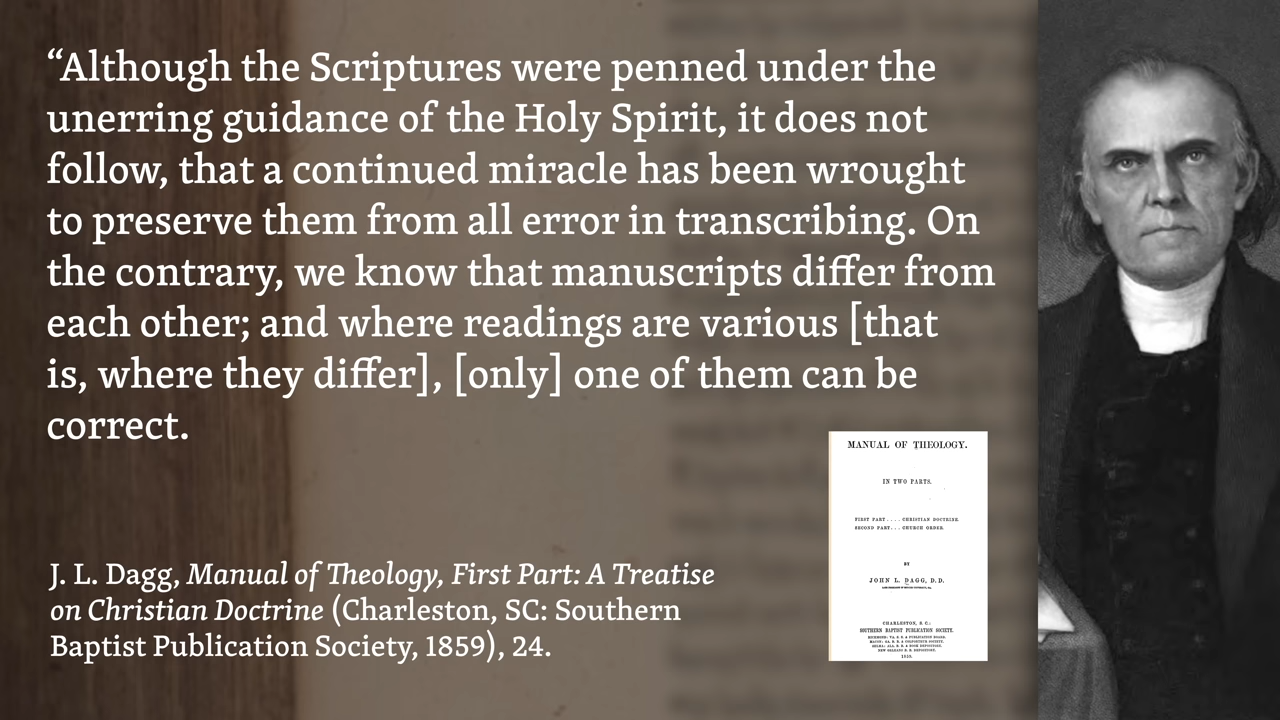 “Although the Scriptures were penned under the
unerring guidance of the Holy Spirit, it does not
follow, that a continued miracle has been wrought
to preserve them from all error in transcribing. On
the contrary, we know that manuscripts differ from
each other; and where readings are various [that
is, where they differ], [only] one of them can be
correct.
J. L. Dagg, Manual of Theology, First Part: A Treatise
on Christian Doctrine (Charleston, SC: Southern
Baptist Publication Society, 1859), 24.
MANUAL OF THEOLOGY.
IN TWO PARTS.
FIRST PART.... CHRISTIAN DOCTRINE.
SECOND PART... CHURCH ORDER.
BY
JOHN L. DAGG, D.D.
CHARLESTON, S. C.:
SOUTHERN BAPTIST PUBLICATION SOCIETY.